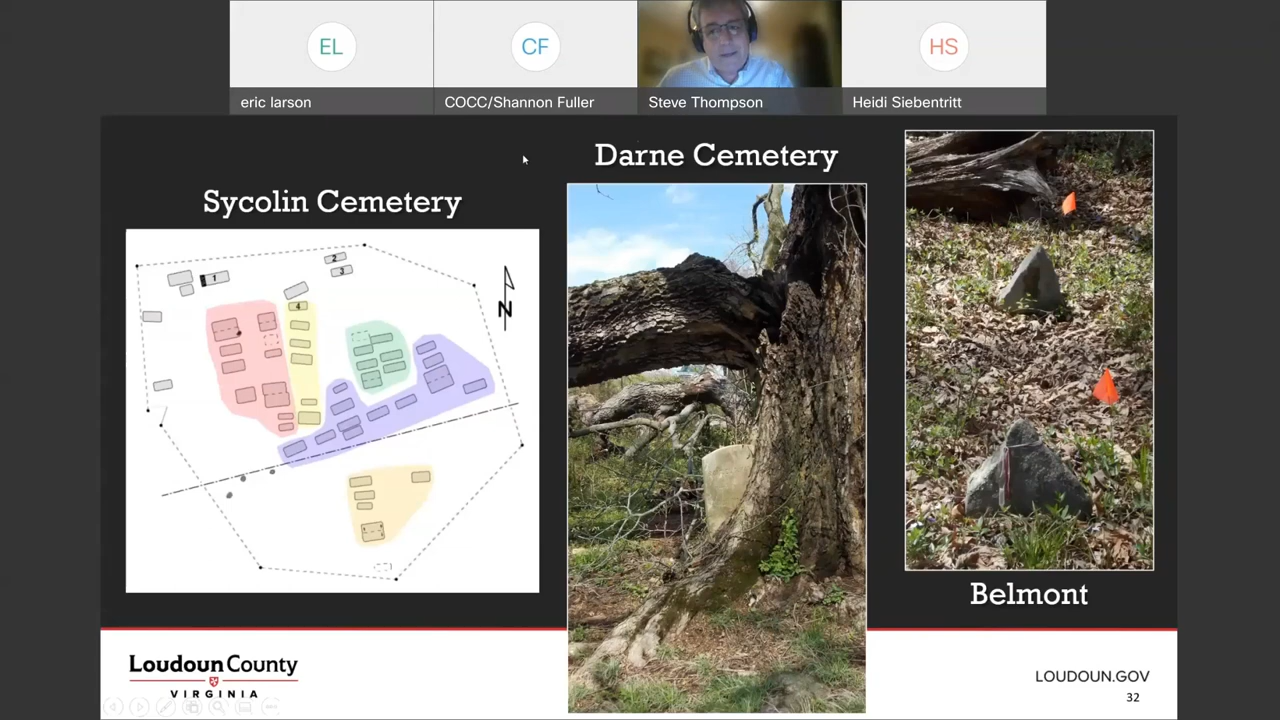 EL
CF
HS
eric larson
COCC/Shannon Fuller
Steve Thompson
Heidi Siebentritt
Sycolin Cemetery
Darne Cemetery
1
2
3
4
N
Belmont
Loudoun County
VIRGINIA
LOUDOUN.GOV
32